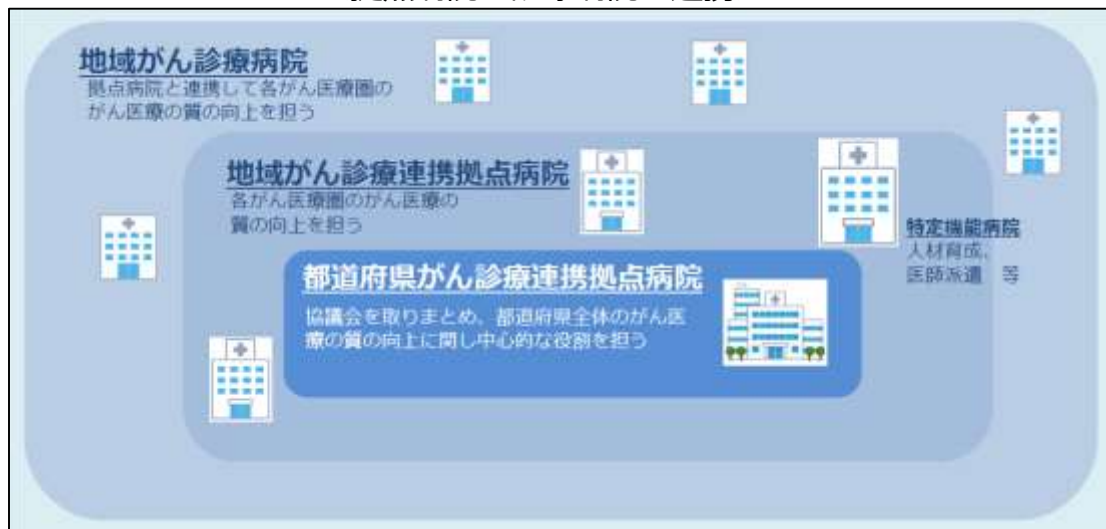 地域がん診療病院
拠点病院と連携して各がん医療圏の
がん医療の質の向上を担う
地域がん診療連携拠点病院
各がん医療圏のがん医療の
質の向上を担う
特定機能病院
人材育成、
医師派遣　等
都道府県がん診療連携拠点病院
協議会を取りまとめ、都道府県全体のがん医
療の質の向上に関し中心的な役割を担う